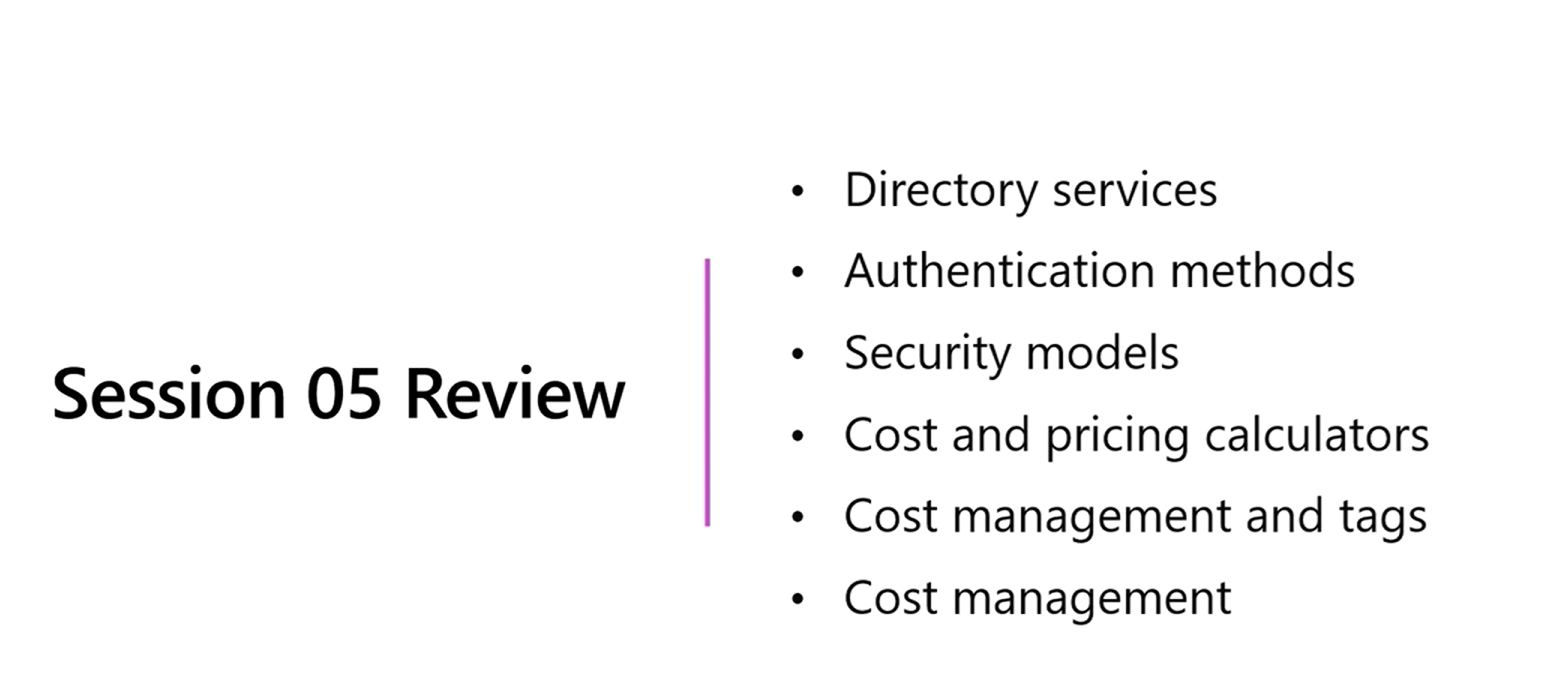 Session 05 Review
• Directory services
• Authentication methods
• Security models
• Cost and pricing calculators
• Cost management and tags
• Cost management